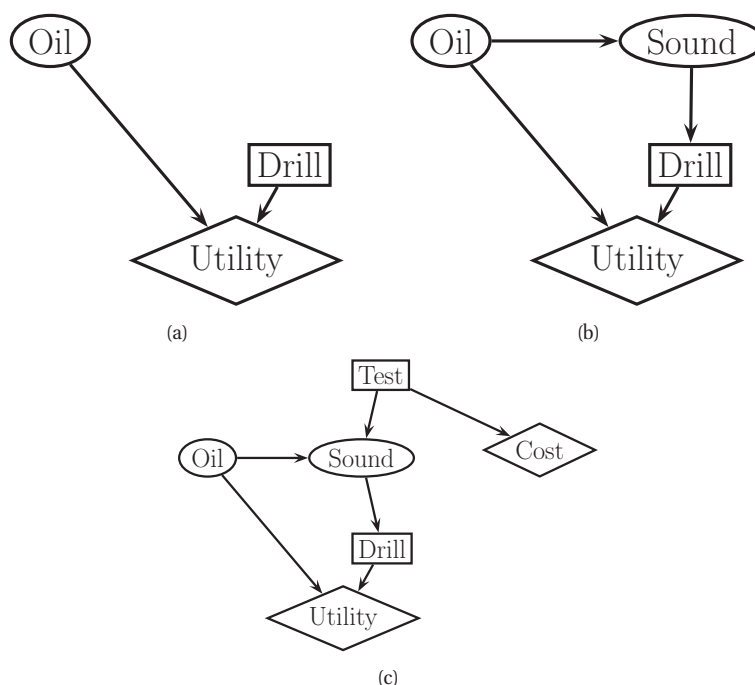 Oil
Drill
Utility
(a)
Oil
Sound
Drill
Utility
(b)
Test
Cost
Oil
Sound
Drill
Utility
(c)